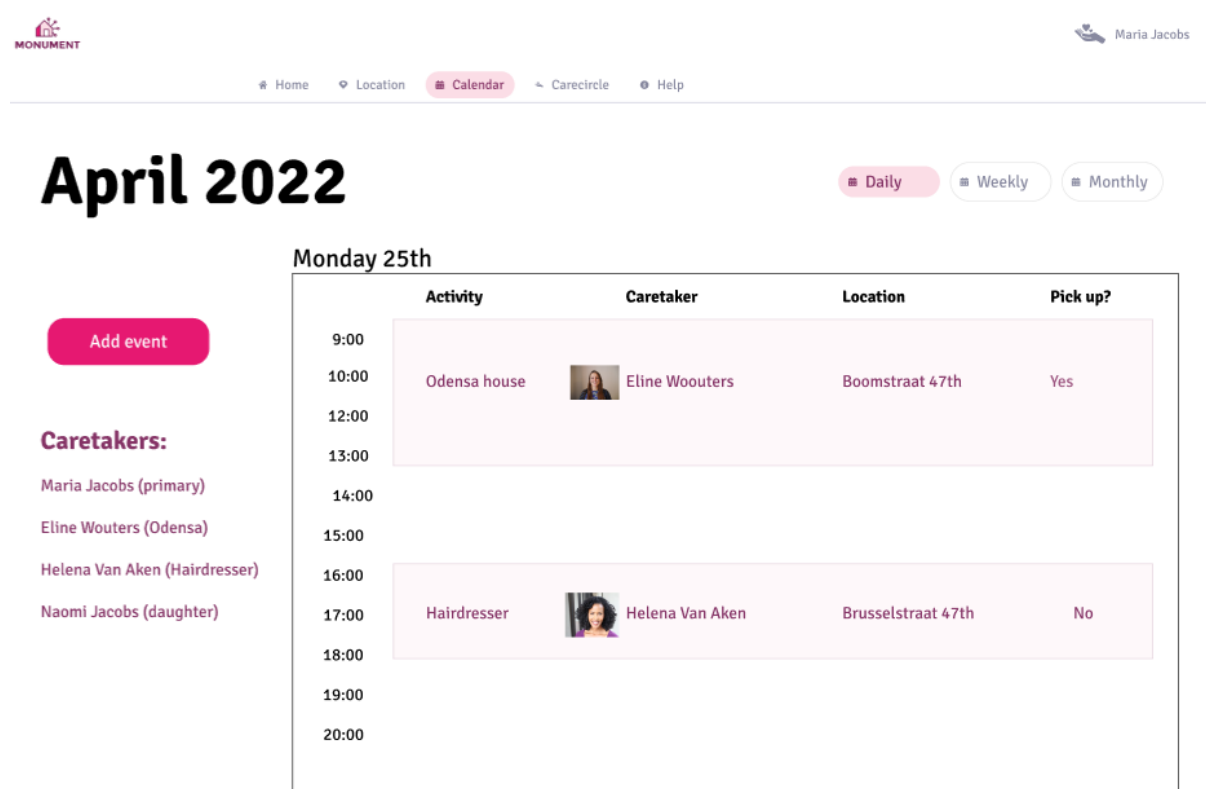 MONUMENT
Maria Jacobs
Home Location Calendar Carecircle Help
April 2022
Daily Weekly Monthly
Monday 25th
Activity Caretaker Location Pick up?
Add event
9:00
10:00 Odensa house Eline Woouters Boomstraat 47th Yes
12:00
Caretakers:
13:00
Maria Jacobs (primary)
14:00
Eline Wouters (Odensa)
15:00
Helena Van Aken (Hairdresser)
16:00
Naomi Jacobs (daughter)
17:00 Hairdresser Helena Van Aken Brusselstraat 47th No
18:00
19:00
20:00